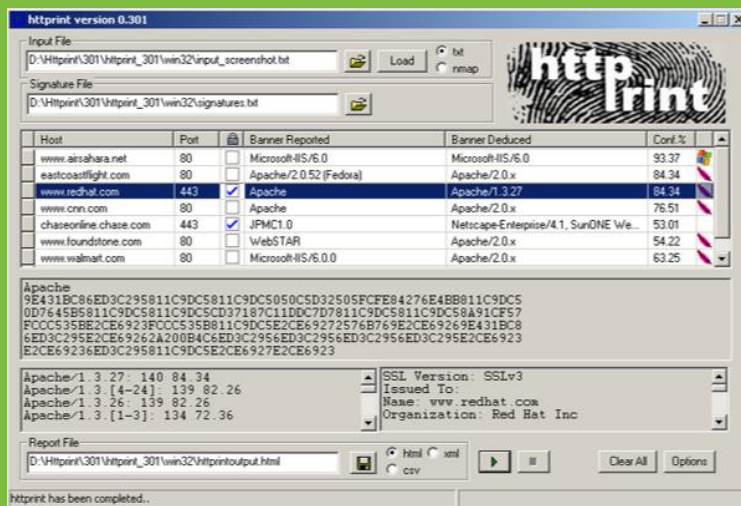 httprint version 0.301
Input File
D:\Httprint\301\httprint_301\win32\input_screenshot.txt
Load
txt
nmap
http
print
Signature File
D:\Httprint\301\httprint_301\win32\signatures.txt
Host Port Banner Reported Banner Deduced Conf.%
www.airsahara.net 80 Microsoft-IIS/6.0 Microsoft-IIS/6.0 93.37
eastcoastflight.com 80 Apache/2.0.52 (Fedora) Apache/2.0.x 84.34
www.redhat.com 443 Apache Apache/1.3.27 84.34
www.cnn.com 80 Apache Apache/2.0.x 76.51
chaseonline.chase.com 443 JPMC1.0 Netscape-Enterprise/4.1, SunONE We...
53.01
www.foundstone.com 80 WebSTAR Apache/2.0.x 54.22
www.walmart.com 80 Microsoft-IIS/6.0.0 Apache/2.0.x 63.25
Apache
9E431BC86ED3C295811C9DC5811C9DC5050C5D32505FCFE84276E4BB811C9DC5
0D7645B5811C9DC5811C9DC5CD37187C11DDC7D7811C9DC5811C9DC58A91CF57
FCCC535BE2CE6923FCCC535B811C9DC5E2CE69272576B769E2CE69269E431BC8
6ED3C295E2CE69262A200B4C6ED3C2956ED3C2956ED3C2956ED3C295E2CE6923
E2CE69236ED3C295811C9DC5E2CE6927E2CE6923
Apache/1.3.27: 140 84.34
Apache/1.3.[4-24]: 139 82.26
Apache/1.3.26: 139 82.26
Apache/1.3.[1-3]: 134 72.36
SSL Version: SSLv3
Issued To:
Name: www.redhat.com
Organization: Red Hat Inc
Report File
D:\Httprint\301\httprint_301\win32\httprintoutput.html
html xml
csv
Clear All
Options
httprint has been completed..